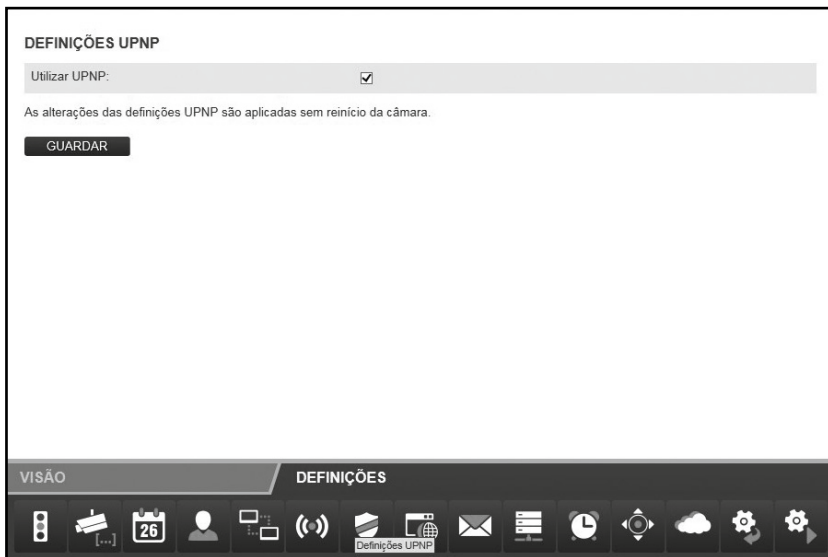 DEFINIÇÕES UPNP
Utilizar UPNP:
As alterações das definições UPNP são aplicadas sem reinício da câmara.
GUARDAR
VISÃO
DEFINIÇÕES
[...]
26
Definições UPNP